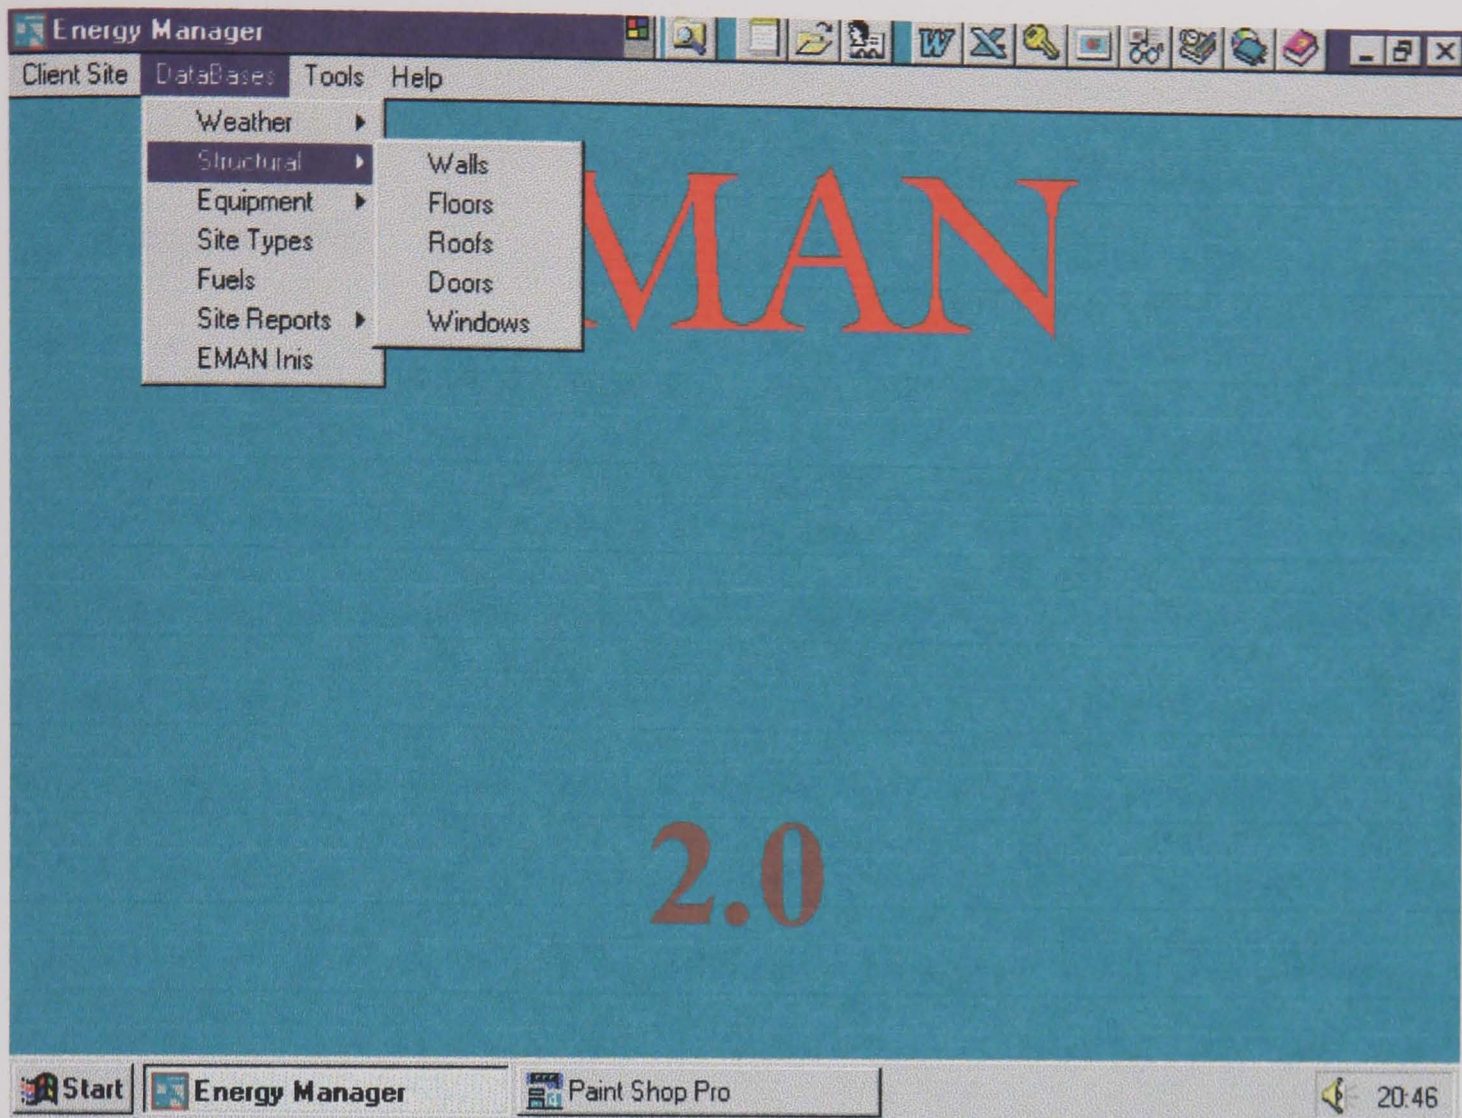 Energy Manager
Client Site DataBases Tools Help
Weather
Structural
Equipment
Site Types
Fuels
Site Reports
EMAN Inis
Walls
Floors
Roofs
Doors
Windows
MAN
2.0
Start Energy Manager Paint Shop Pro 20:46